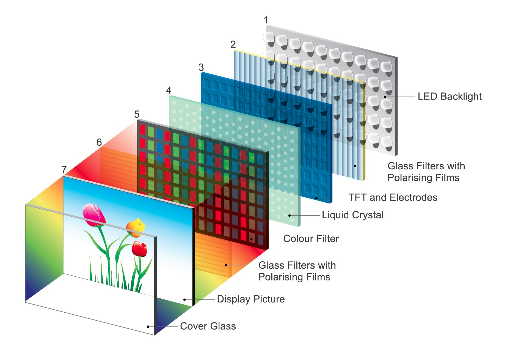 1
2
3
4
5
6
7
LED Backlight
Glass Filters with
Polarising Films
TFT and Electrodes
Liquid Crystal
Colour Filter
Glass Filters with
Polarising Films
Display Picture
Cover Glass